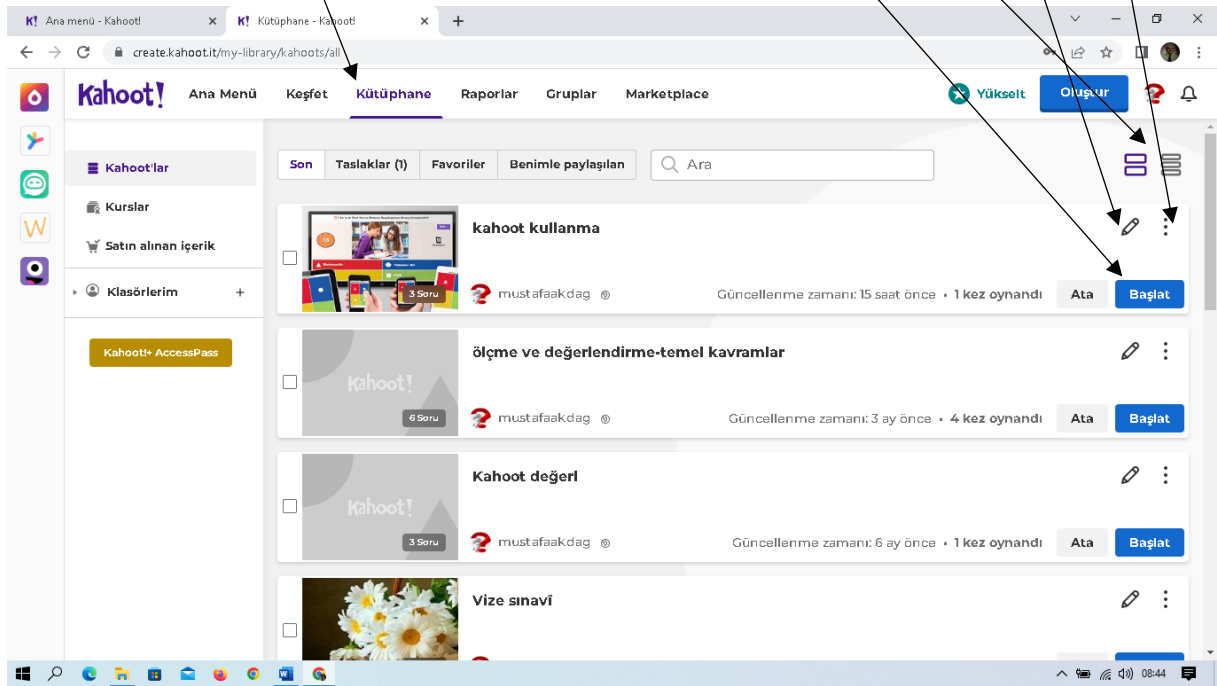 K! Ana menü - Kahoot!
K! Kütüphane - Kahoot!
create.kahoot.it/my-library/kahoots/all
Kahoot! Ana Menü Keşfet Kütüphane Raporlar Gruplar Marketplace Yükselt Oluştur
Kahoot'lar
Kurslar
Satın alınan içerik
Klasörlerim +
Kahoot!+ AccessPass
Son Taslaklar (1) Favoriler Benimle paylaşılan Ara
kahoot kullanma
3 Soru
mustafaakdag Güncellenme zamanı: 15 saat önce • 1 kez oynandı Ata Başlat
ölçme ve değerlendirme-temel kavramlar
Kahoot!
6 Soru
mustafaakdag Güncellenme zamanı: 3 ay önce • 4 kez oynandı Ata Başlat
Kahoot değerl
Kahoot!
3 Soru
mustafaakdag Güncellenme zamanı: 6 ay önce • 1 kez oynandı Ata Başlat
Vize sınavî
08:44